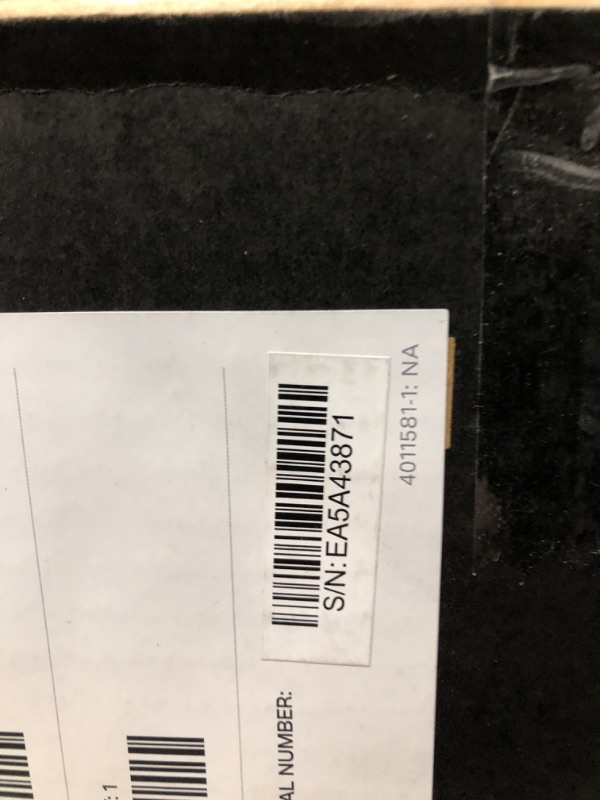 : 1
AL NUMBER:
S/N: EA5A43871
4011581-1: NA